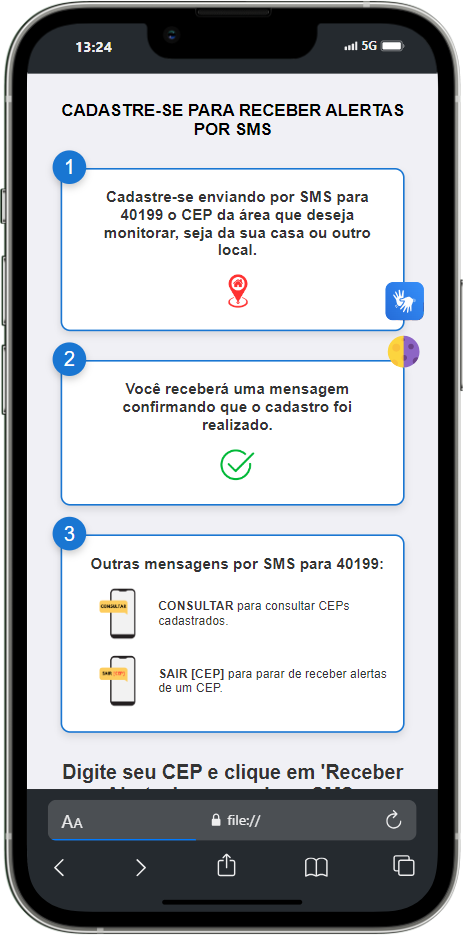 13:24
5G
CADASTRE-SE PARA RECEBER ALERTAS
POR SMS
1
Cadastre-se enviando por SMS para
40199 o CEP da área que deseja
monitorar, seja da sua casa ou outro
local.
2
Você receberá uma mensagem
confirmando que o cadastro foi
realizado.
3
Outras mensagens por SMS para 40199:
CONSULTAR
CONSULTAR para consultar CEPs
cadastrados.
SAIR [CEP]
SAIR [CEP] para parar de receber alertas
de um CEP.
Digite seu CEP e clique em 'Receber
AA
file://